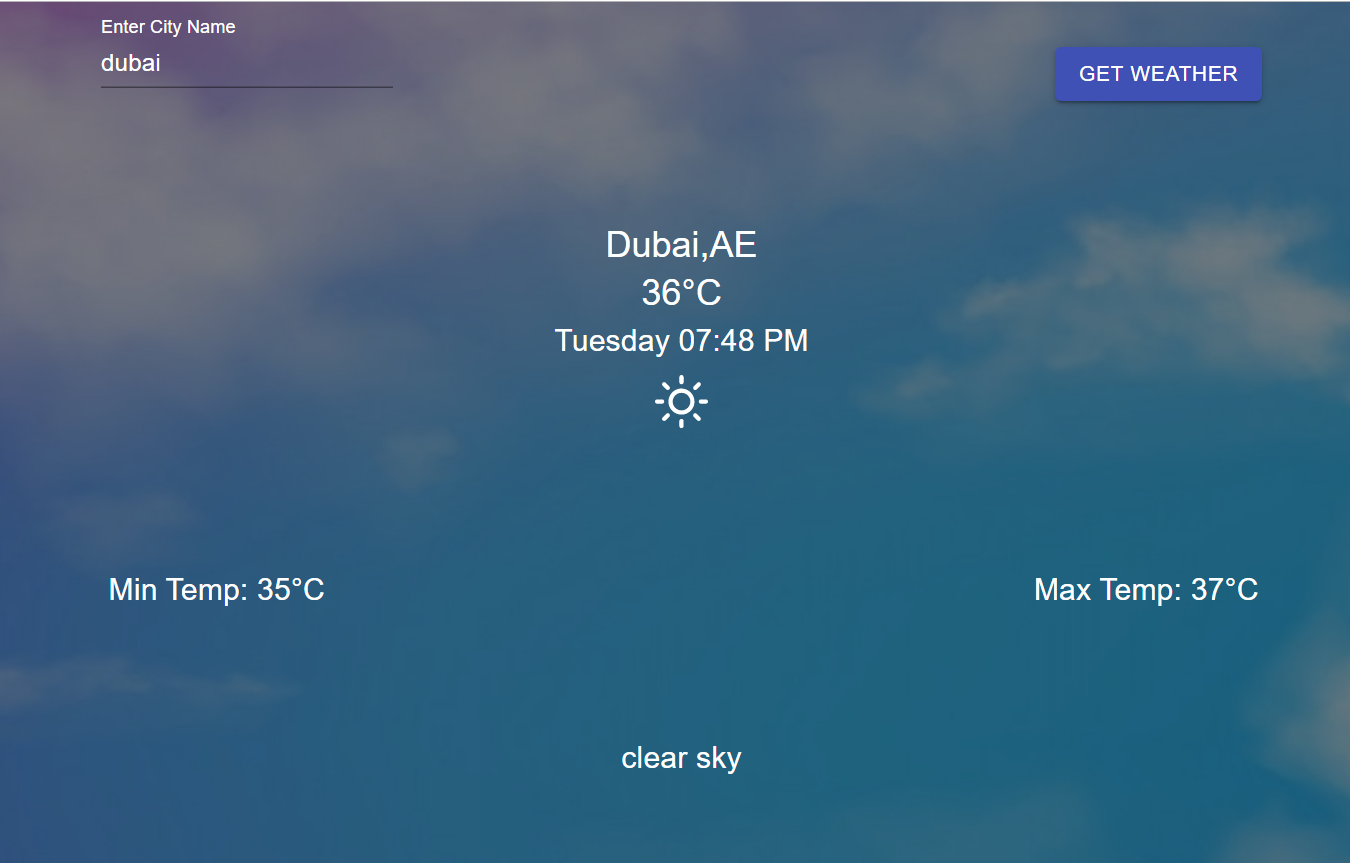 Enter City Name
dubai
GET WEATHER
Dubai,AE
36°C
Tuesday 07:48 PM
Min Temp: 35°C
Max Temp: 37°C
clear sky